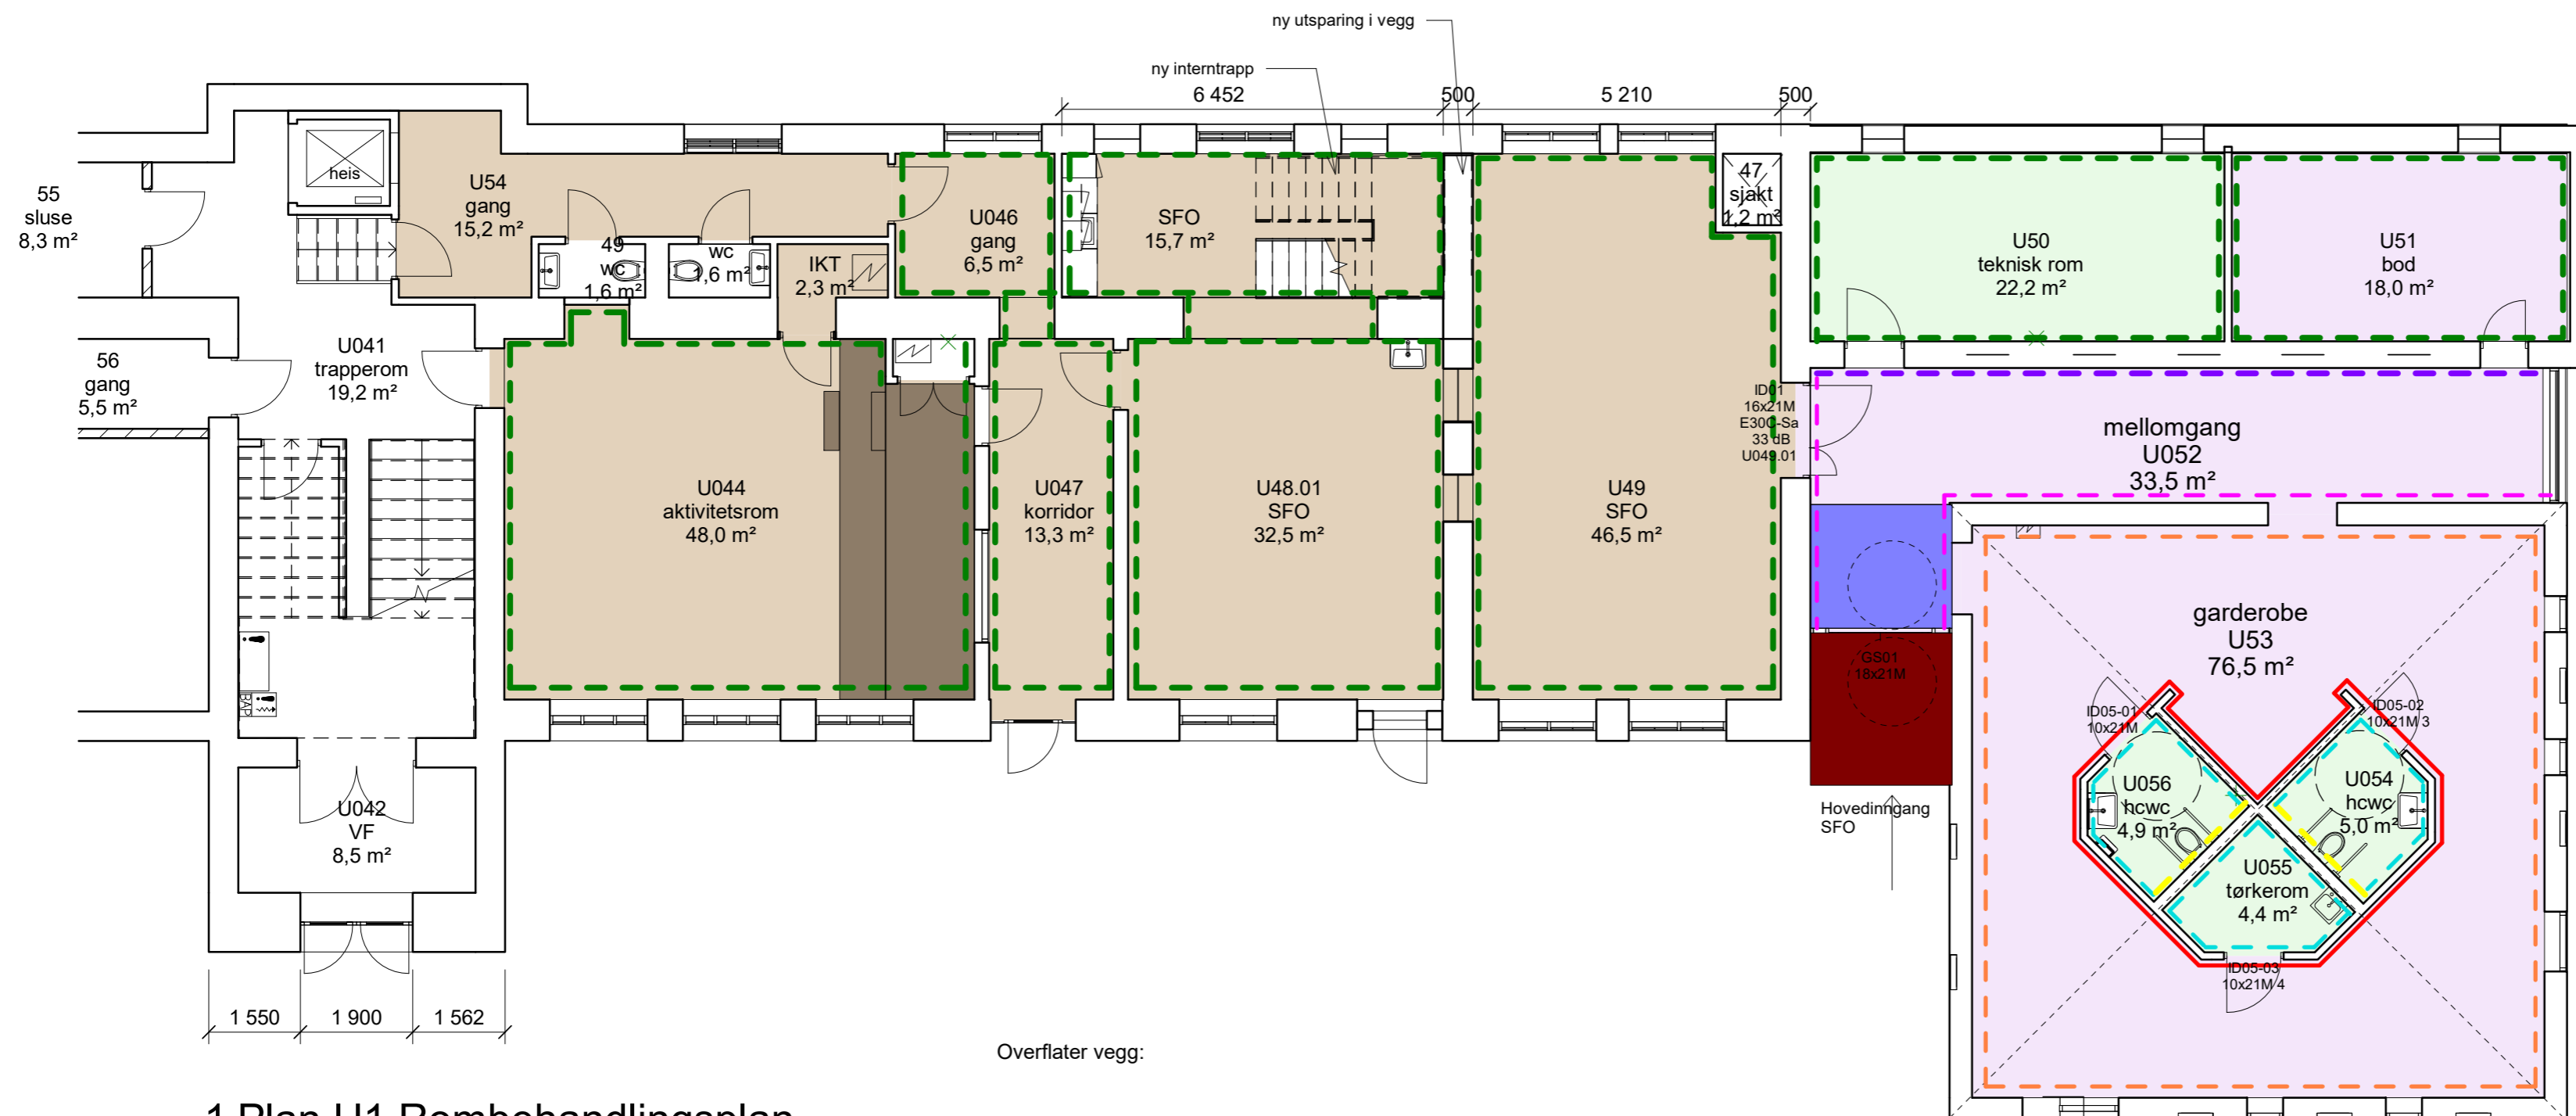 ny utsparing i vegg
ny interntrapp
6 452
500
5 210
500
55
sluse
8,3 m²
heis
U54
gang
15,2 m²
49
wc
1,6 m²
wc
1,6 m²
IKT
2,3 m²
U046
gang
6,5 m²
SFO
15,7 m²
47
sjakt
1,2 m²
U50
teknisk rom
22,2 m²
U51
bod
18,0 m²
56
gang
5,5 m²
U041
trapperom
19,2 m²
ID01
16x21M
E30C-Sa
33 dB
U049.01
mellomgang
U052
33,5 m²
U044
aktivitetsrom
48,0 m²
U047
korridor
13,3 m²
U48.01
SFO
32,5 m²
U49
SFO
46,5 m²
garderobe
U53
76,5 m²
GS01
18x21M
BAP
ID05-01
10x21M
ID05-02
10x21M 3
U056
hcwc
4,9 m²
U054
hcwc
5,0 m²
U042
VF
8,5 m²
Hovedinngang
SFO
U055
tørkerom
4,4 m²
ID05-03
10x21M 4
1 550
1 900
1 562
Overflater vegg:
1 Plan U1 Rombehandlingsplan